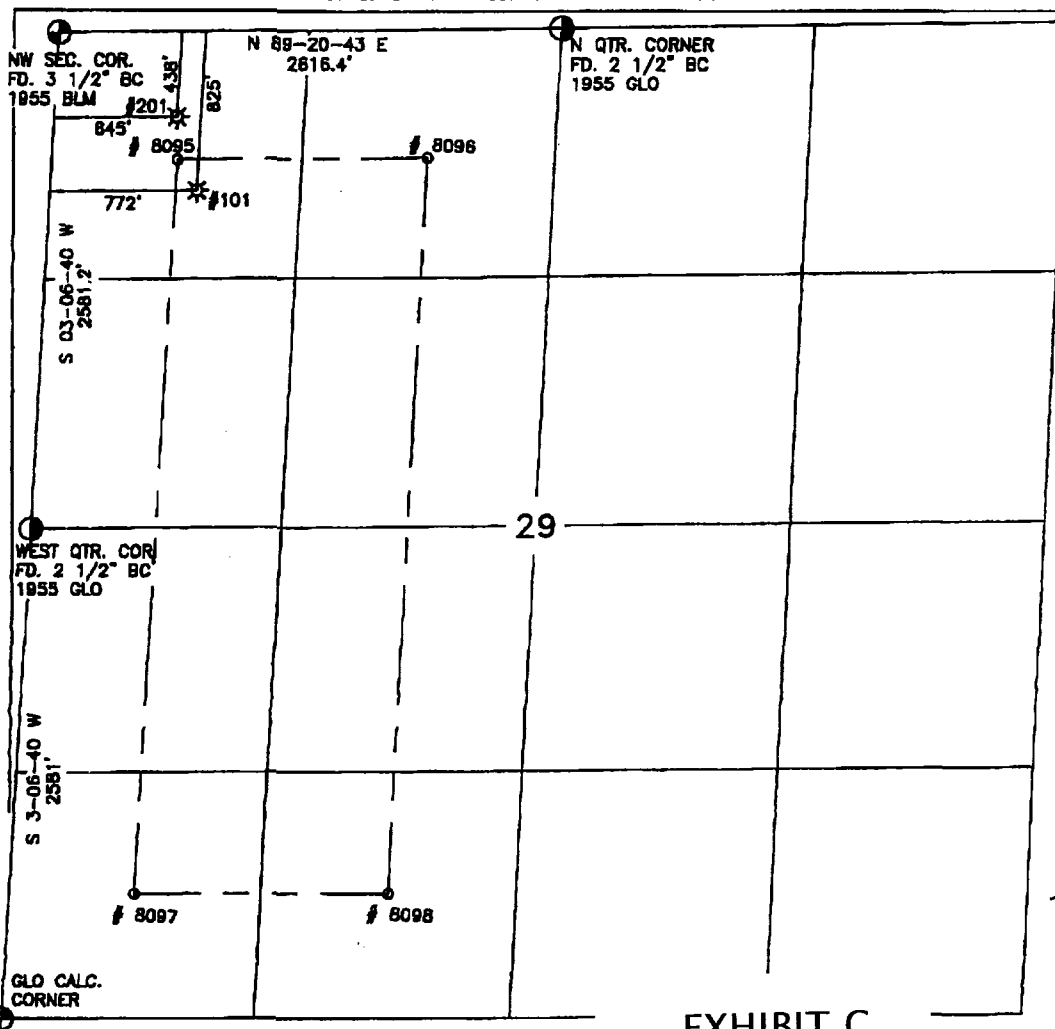 N 89-20-43 E
2616.4'
NW SEC. COR.
FD. 3 1/2" BC
1955 BLM
438'
825'
N QTR. CORNER
FD. 2 1/2" BC
1955 GLO
#201
645'
# 8095
# 8096
772'
#101
S 03-06-40 W
2581.2'
29
WEST QTR. COR
FD. 2 1/2" BC
1955 GLO
S 3-06-40 W
2581'
# 8097
# 8098
GLO CALC.
CORNER
EXHIBIT C